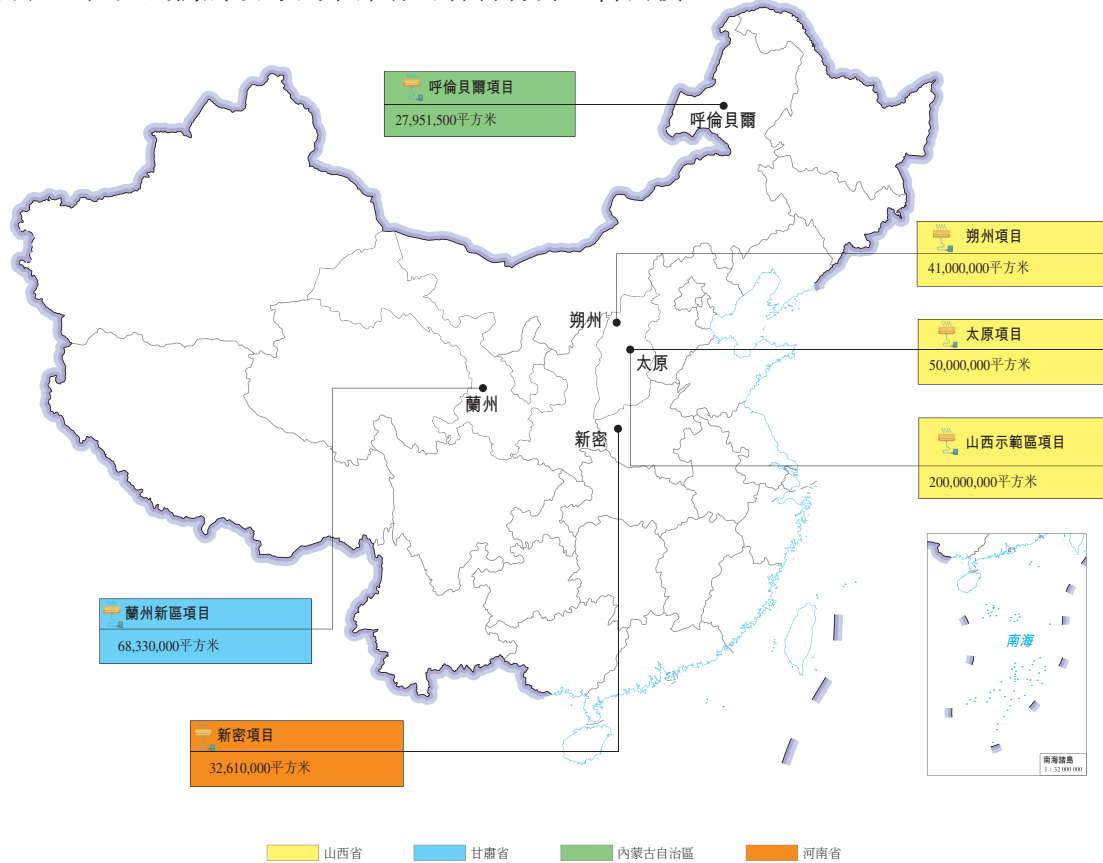 呼倫貝爾項目
27,951,500平方米
呼倫貝爾
朔州項目
41,000,000平方米
朔州
太原項目
50,000,000平方米
太原
蘭州
新密
山西示範區項目
200,000,000平方米
蘭州新區項目
68,330,000平方米
南海
新密項目
32,610,000平方米
南海諸島
1：32 000 000
山西省
甘肅省
內蒙古自治區
河南省